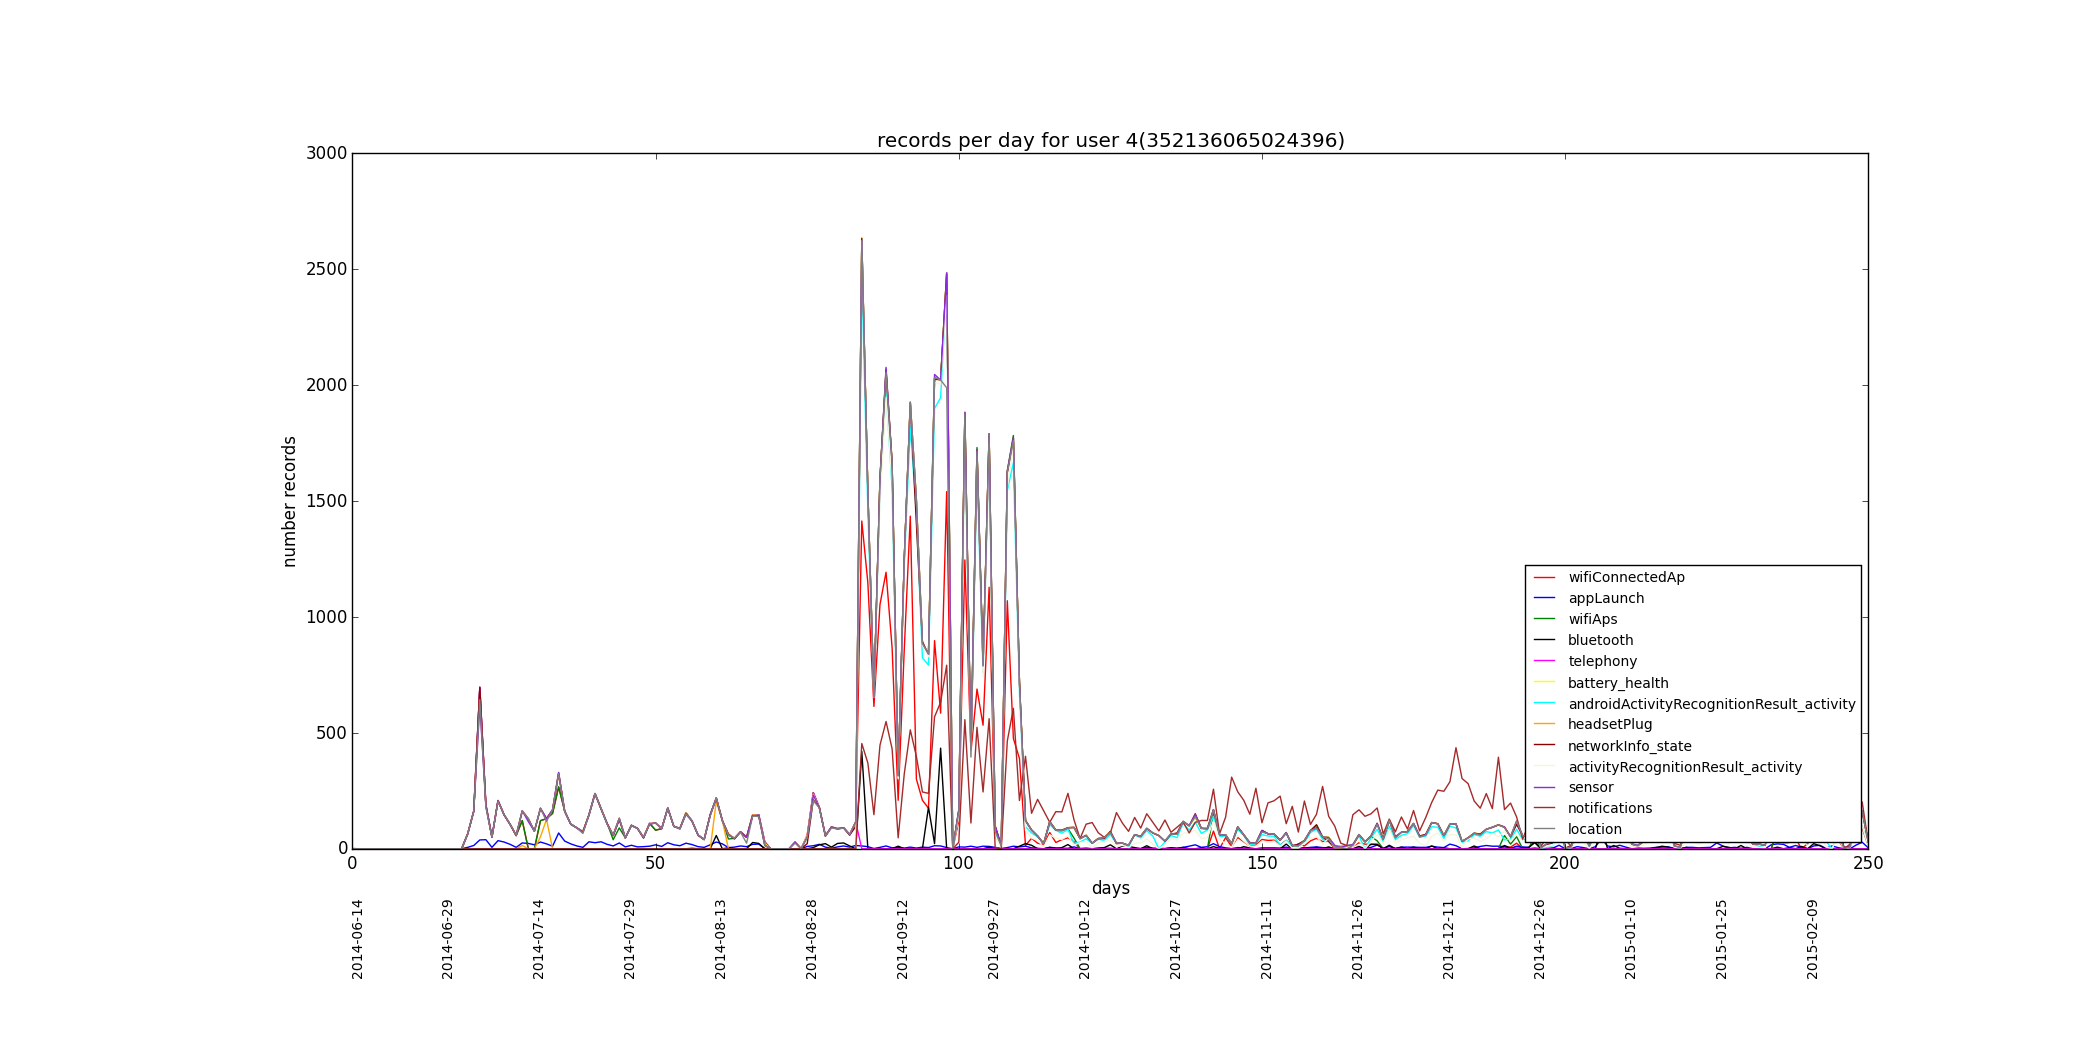 records per day for user 4(352136065024396)
3000
2500
2000
1500
1000
500
0
number records
wifiConnectedAp
appLaunch
wifiAps
bluetooth
telephony
battery_health
androidActivityRecognitionResult_activity
headsetPlug
networkInfo_state
activityRecognitionResult_activity
sensor
notifications
location
0 50 100 150 200 250
days
2014-06-14
2014-06-29
2014-07-14
2014-07-29
2014-08-13
2014-08-28
2014-09-12
2014-09-27
2014-10-12
2014-10-27
2014-11-11
2014-11-26
2014-12-11
2014-12-26
2015-01-10
2015-01-25
2015-02-09